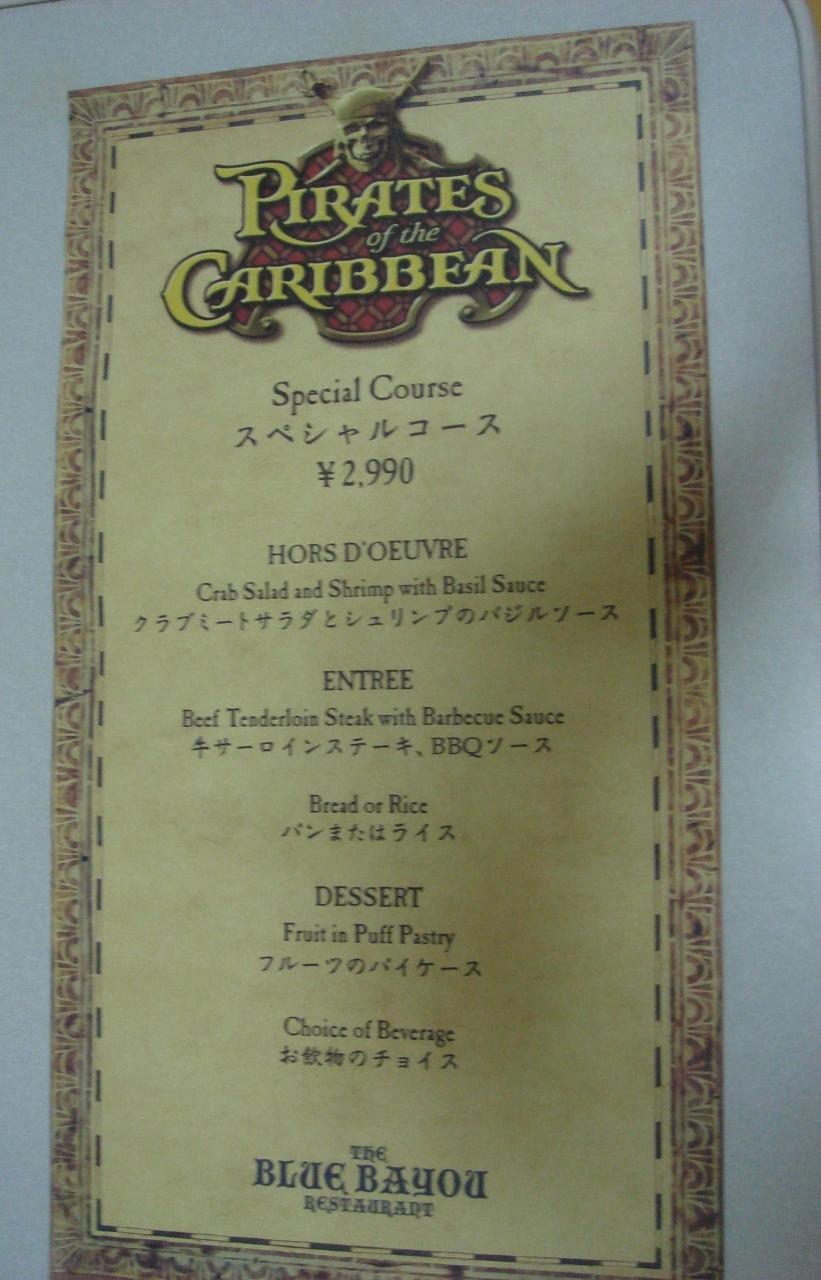 PIRATES
of the
CARIBBEAN
Special Course
スペシャルコース
¥2,990
HORS D'OEUVRE
Crab Salad and Shrimp with Basil Sauce
クラブミートサラダとシュリンプのバジルソース
ENTREE
Beef Tenderloin Steak with Barbecue Sauce
牛サーロインステーキ、BBQソース
Bread or Rice
パンまたはライス
DESSERT
Fruit in Puff Pastry
フルーツのパイケース
Choice of Beverage
お飲物のチョイス
THE
BLUE BAYOU
RESTAURANT